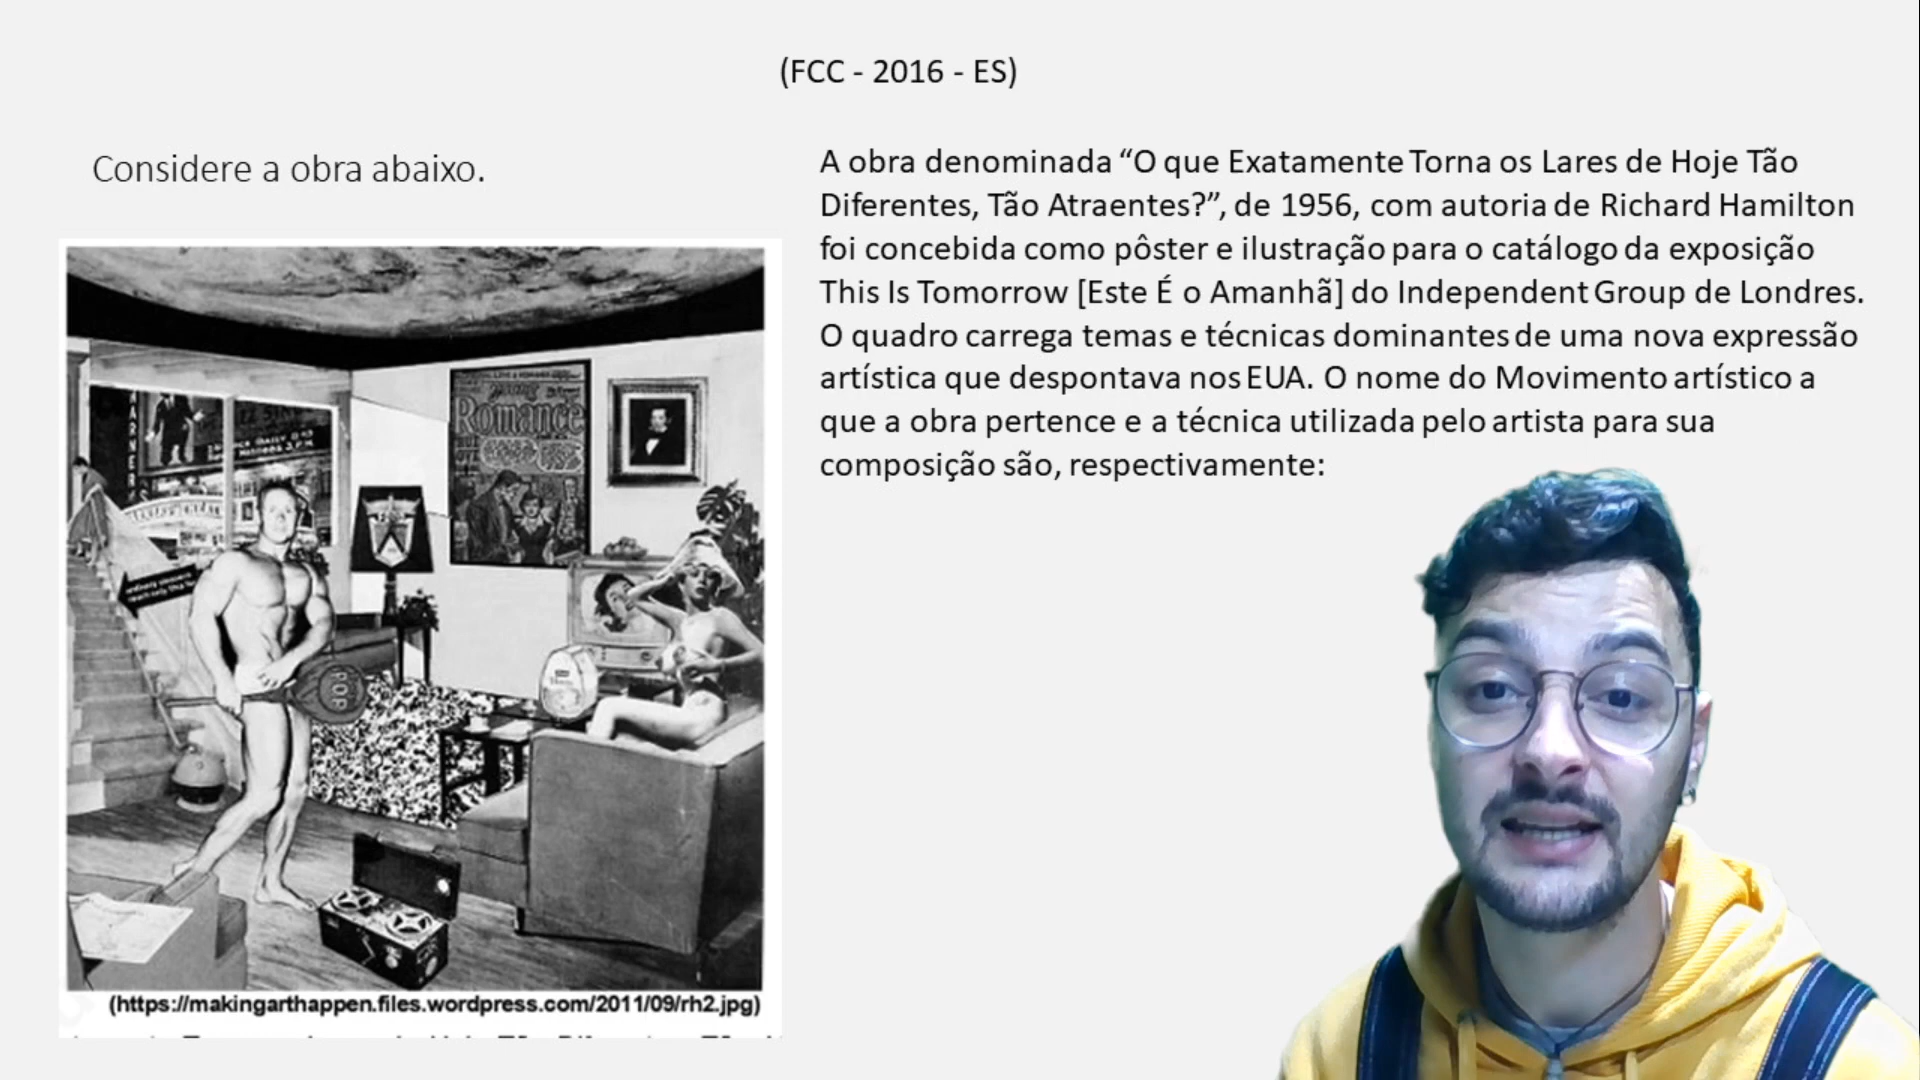 (FCC - 2016 - ES)
Considere a obra abaixo.
A obra denominada “O que Exatamente Torna os Lares de Hoje Tão
Diferentes, Tão Atraentes?”, de 1956, com autoria de Richard Hamilton
foi concebida como pôster e ilustração para o catálogo da exposição
This Is Tomorrow [Este É o Amanhã] do Independent Group de Londres.
O quadro carrega temas e técnicas dominantes de uma nova expressão
artística que despontava nos EUA. O nome do Movimento artístico a
que a obra pertence e a técnica utilizada pelo artista para sua
composição são, respectivamente:
Young
Romance
POP
(https://makingarthappen.files.wordpress.com/2011/09/rh2.jpg)